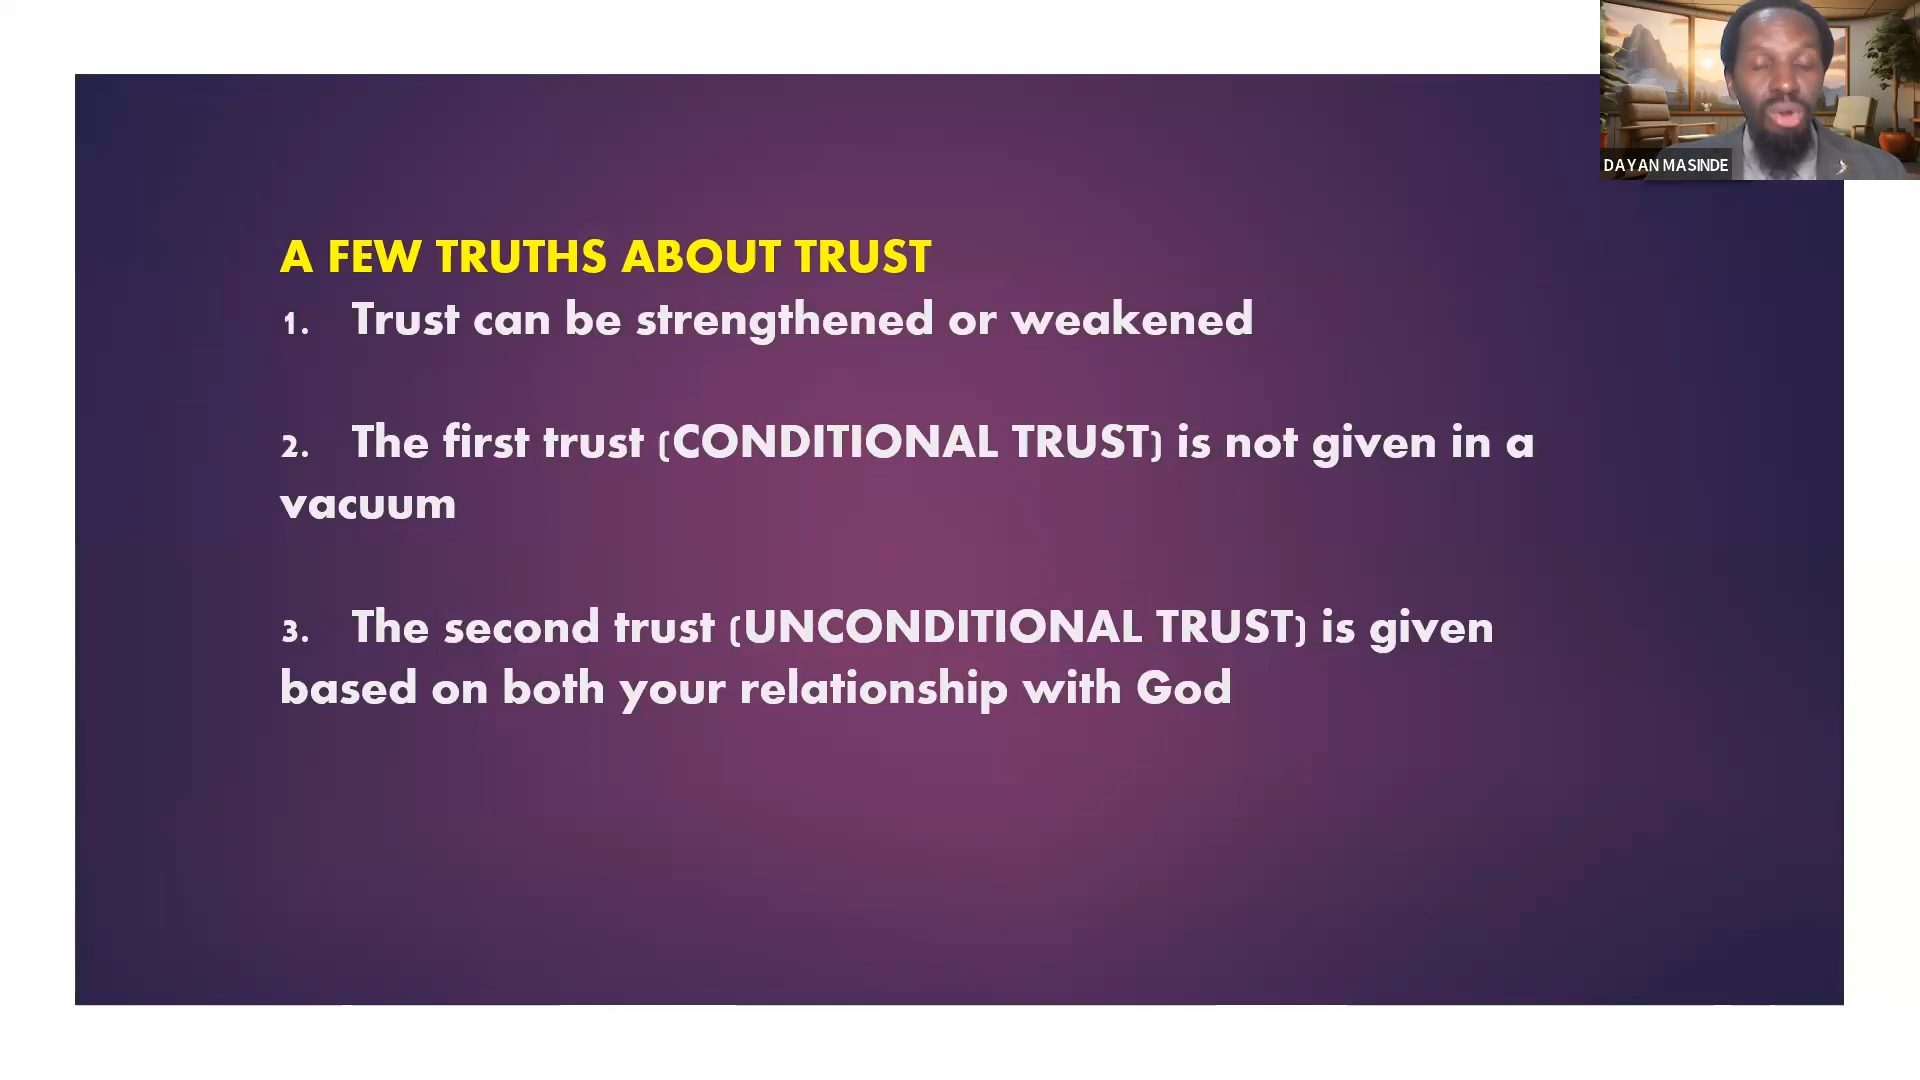 DAYAN MASINDE
A FEW TRUTHS ABOUT TRUST
1. Trust can be strengthened or weakened
2. The first trust (CONDITIONAL TRUST) is not given in a
vacuum
3. The second trust (UNCONDITIONAL TRUST) is given
based on both your relationship with God